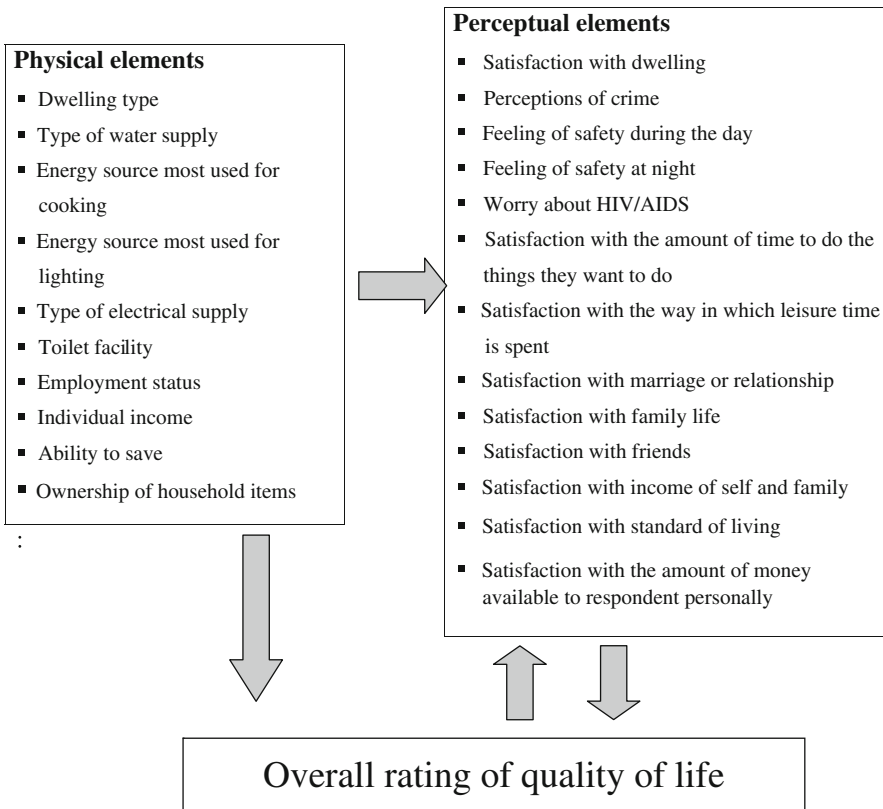 Physical elements
▪ Dwelling type
▪ Type of water supply
▪ Energy source most used for
cooking
▪ Energy source most used for
lighting
▪ Type of electrical supply
▪ Toilet facility
▪ Employment status
▪ Individual income
▪ Ability to save
▪ Ownership of household items
:
Perceptual elements
▪ Satisfaction with dwelling
▪ Perceptions of crime
▪ Feeling of safety during the day
▪ Feeling of safety at night
▪ Worry about HIV/AIDS
▪ Satisfaction with the amount of time to do the
things they want to do
▪ Satisfaction with the way in which leisure time
is spent
▪ Satisfaction with marriage or relationship
▪ Satisfaction with family life
▪ Satisfaction with friends
▪ Satisfaction with income of self and family
▪ Satisfaction with standard of living
▪ Satisfaction with the amount of money
available to respondent personally
Overall rating of quality of life